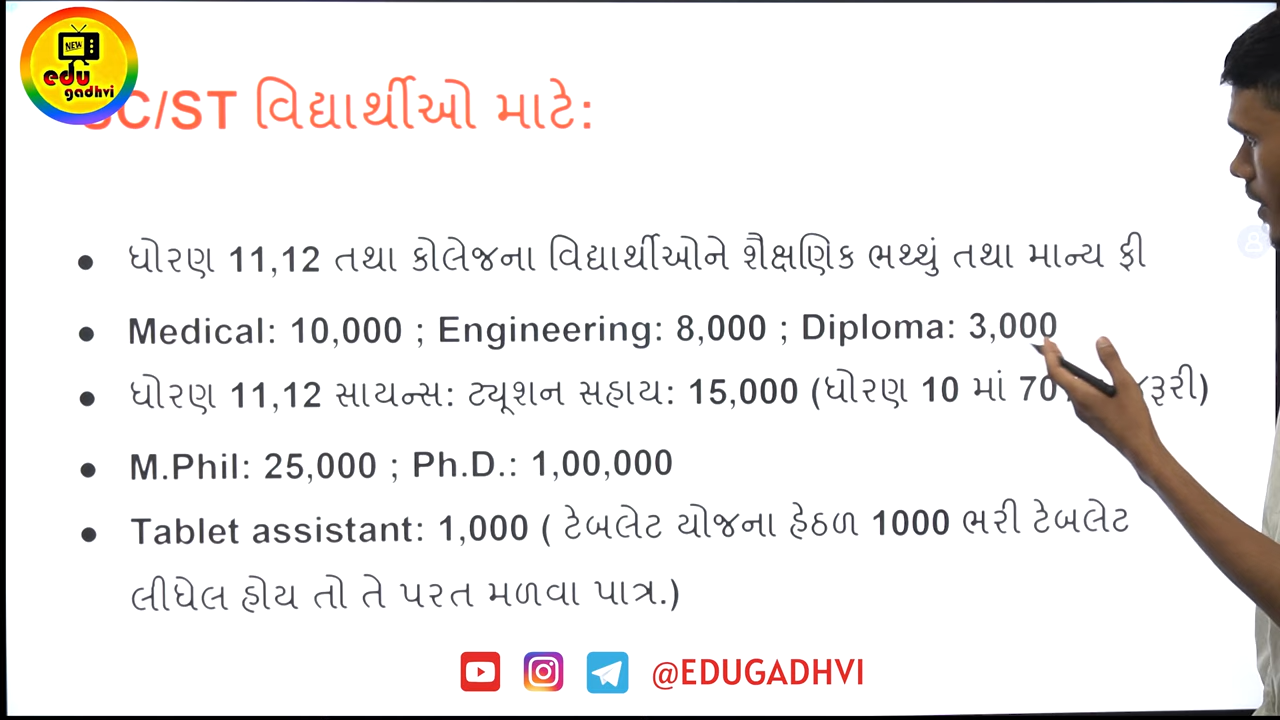 NEW
edu
gadhvi
SC/ST વિદ્યાર્થીઓ માટે:
• ધોરણ 11,12 તથા કોલેજના વિદ્યાર્થીઓને શૈક્ષણિક ભથ્થું તથા માન્ય ફી
• Medical: 10,000 ; Engineering: 8,000 ; Diploma: 3,000
• ધોરણ 11,12 સાયન્સ: ટ્યૂશન સહાય: 15,000 (ધોરણ 10 માં 70
• M.Phil: 25,000 ; Ph.D.: 1,00,000
• Tablet assistant: 1,000 ( ટેબલેટ યોજના હેઠળ 1000 ભરી ટેબલેટ
લીધેલ હોય તો તે પરત મળવા પાત્ર.)
@EDUGADHVI